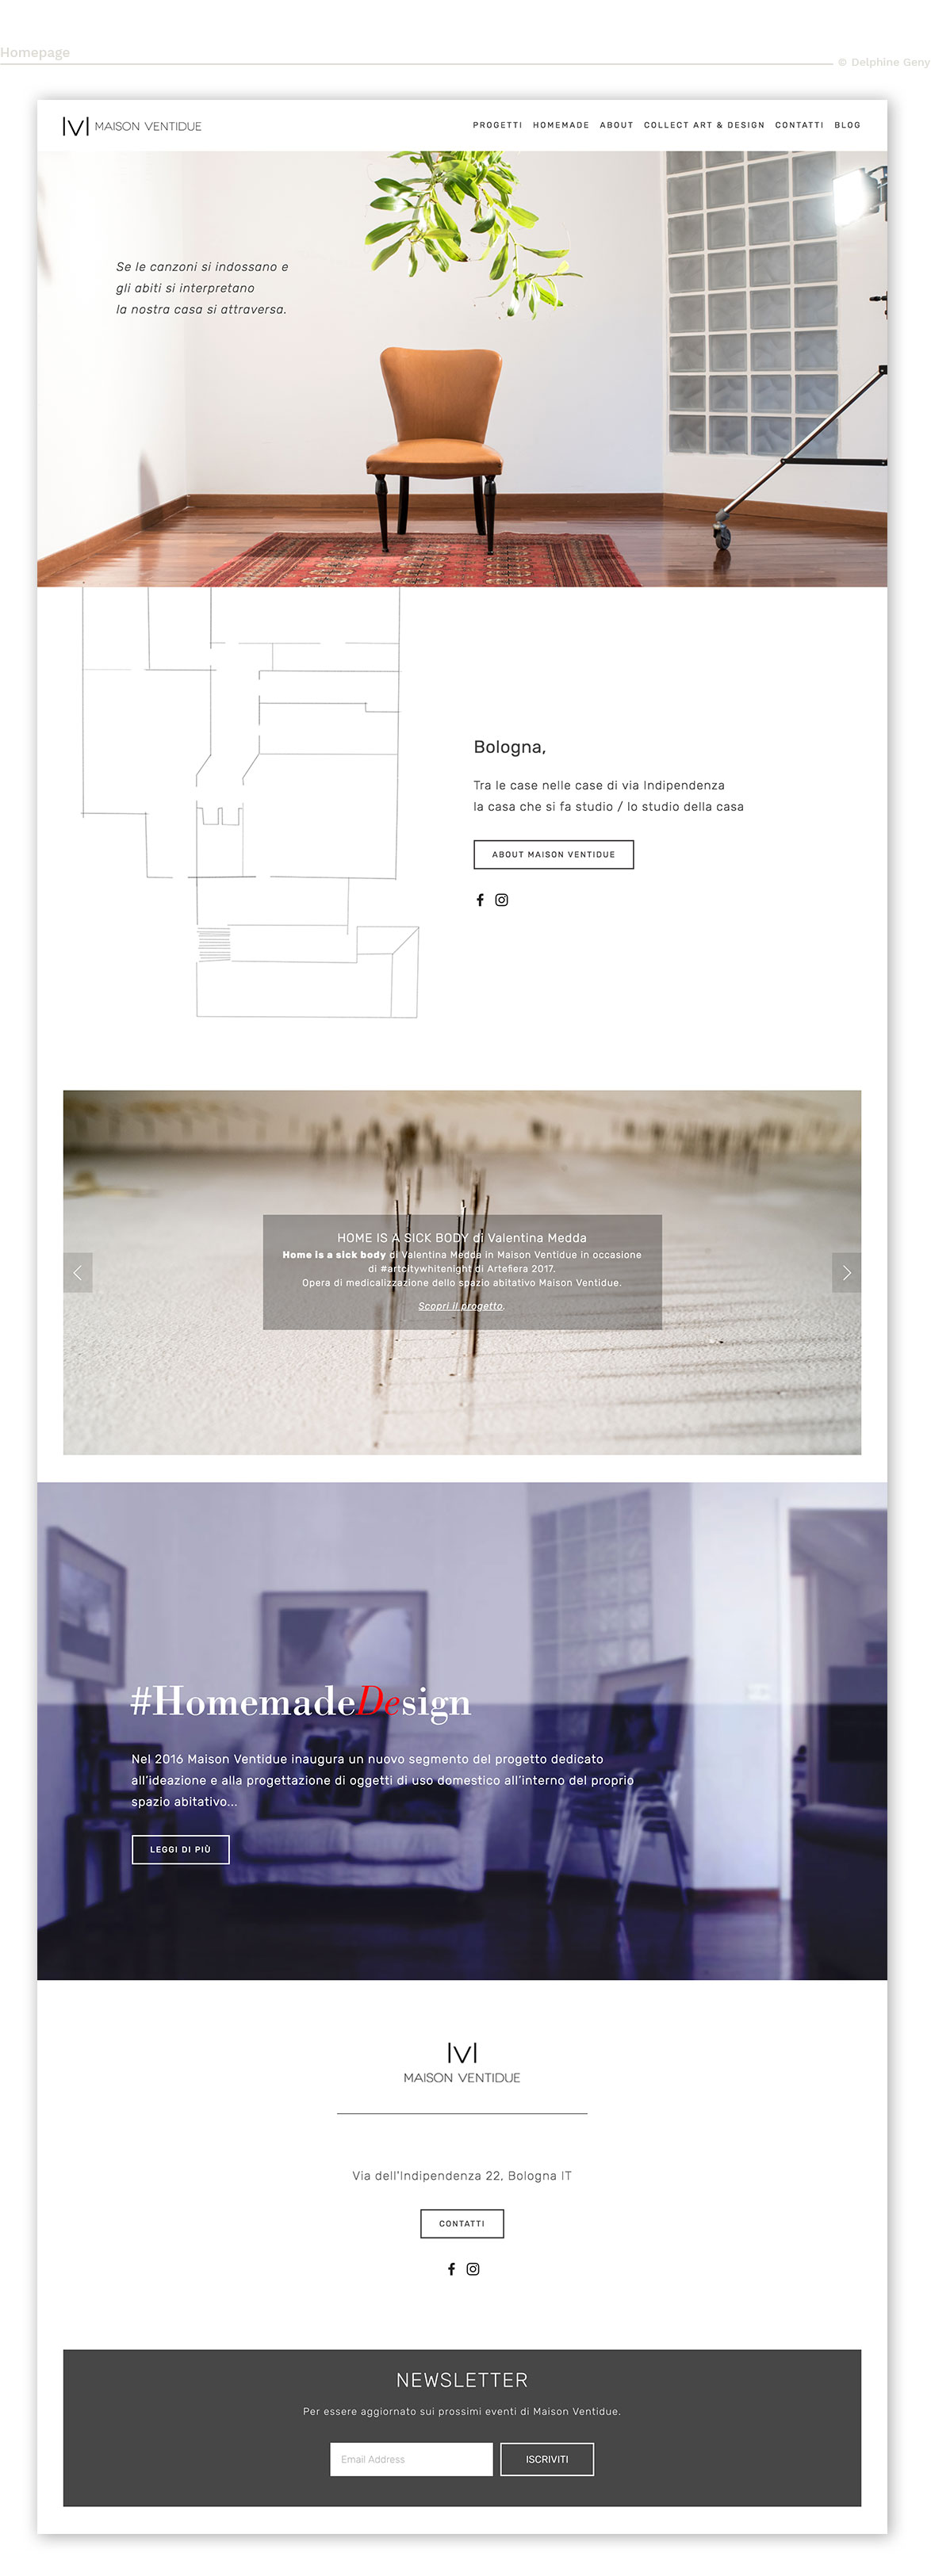 Homepage
© Delphine Geny
MAISON VENTIDUE
PROGETTI HOMEMADE ABOUT COLLECT ART & DESIGN CONTATTI BLOG
Se le canzoni si indossano e
gli abiti si interpretano
la nostra casa si attraversa.
Bologna,
Tra le case nelle case di via Indipendenza
la casa che si fa studio / lo studio della casa
ABOUT MAISON VENTIDUE
HOME IS A SICK BODY di Valentina Medda
Home is a sick body di Valentina Medda in Maison Ventidue in occasione
di #artcitywhitenight di Artefiera 2017.
Opera di medicalizzazione dello spazio abitativo Maison Ventidue.
Scopri il progetto.
#HomemadeDesign
Nel 2016 Maison Ventidue inaugura un nuovo segmento del progetto dedicato
all'ideazione e alla progettazione di oggetti di uso domestico all'interno del proprio
spazio abitativo...
LEGGI DI PIÙ
MAISON VENTIDUE
Via dell'Indipendenza 22, Bologna IT
CONTATTI
NEWSLETTER
Per essere aggiornato sui prossimi eventi di Maison Ventidue.
Email Address
ISCRIVITI